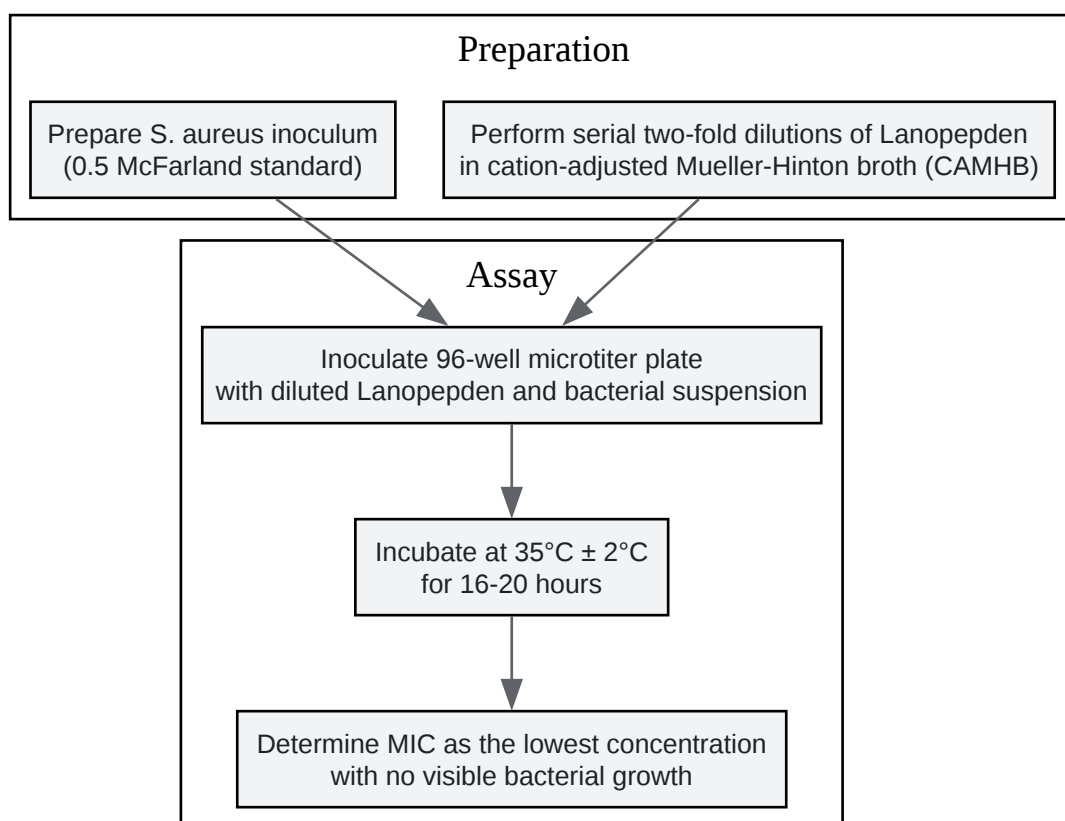 Preparation
Prepare S. aureus inoculum
(0.5 McFarland standard)
Perform serial two-fold dilutions of Lanopepden
in cation-adjusted Mueller-Hinton broth (CAMHB)
Assay
Inoculate 96-well microtiter plate
with diluted Lanopepden and bacterial suspension
Incubate at 35°C ± 2°C
for 16-20 hours
Determine MIC as the lowest concentration
with no visible bacterial growth